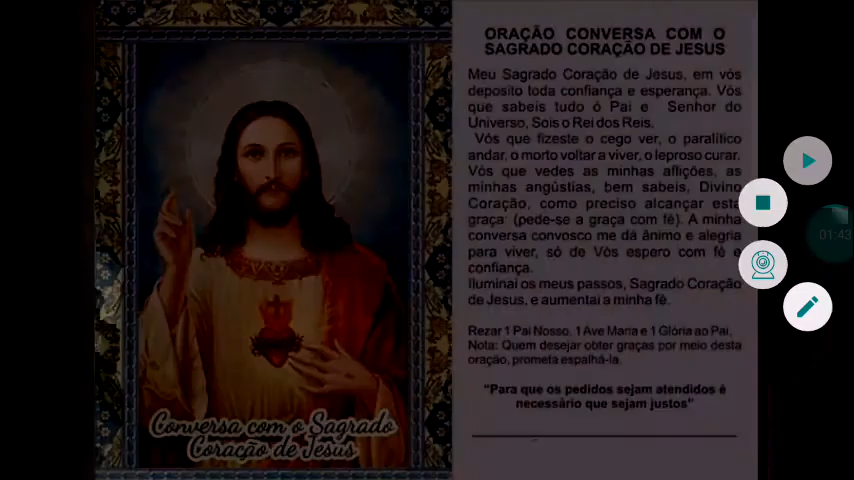 ORAÇÃO CONVERSA COM O
SAGRADO CORAÇÃO DE JESUS
Meu Sagrado Coração de Jesus, em vós
deposito toda confiança e esperança. Vós
que sabeis tudo ó Pai e Senhor do
Universo, Sois o Rei dos Reis.
Vós que fizeste o cego ver, o paralítico
andar, o morto voltar a viver, o leproso curar.
Vós que vedes as minhas aflições, as
minhas angústias, bem sabeis, Divino
Coração, como preciso alcançar esta
graça: (pede-se a graça com fé). A minha
conversa convosco me dá ânimo e alegria
para viver, só de Vós espero com fé e
confiança.
Iluminai os meus passos, Sagrado Coração
de Jesus, e aumentai a minha fé.
Rezar 1 Pai Nosso, 1 Ave Maria e 1 Glória ao Pai.
Nota: Quem desejar obter graças por meio desta
oração, prometa espalhá-la.
"Para que os pedidos sejam atendidos é
necessário que sejam justos"
Conversa com o Sagrado
Coração de Jesus
01:43